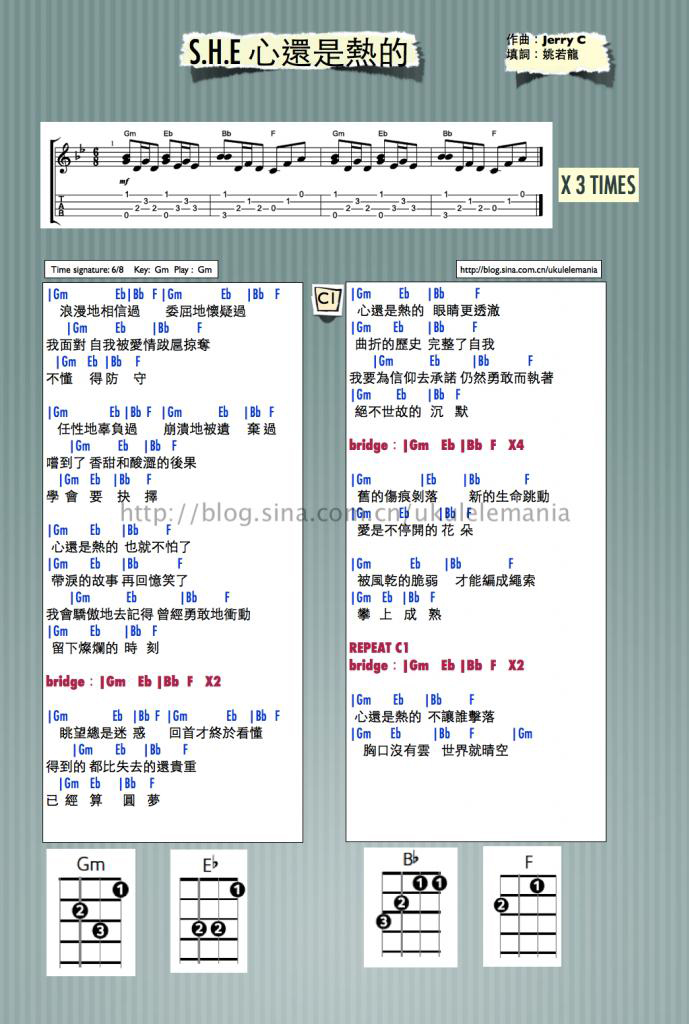 S.H.E 心還是熱的
作曲：Jerry C
填詞：姚若龍
Gm Eb Bb F Gm Eb Bb F
X 3 TIMES
Time signature: 6/8 Key: Gm Play : Gm
http://blog.sina.com.cn/ukulelemania
|Gm Eb|Bb F |Gm Eb |Bb F
浪漫地相信過 委屈地懷疑過
|Gm Eb |Bb F
我面對 自我被愛情跋扈掠奪
|Gm Eb |Bb F
不懂 得 防 守
|Gm Eb |Bb F |Gm Eb |Bb F
任性地辜負過 崩潰地被遺 棄 過
|Gm Eb |Bb F
嚐到了 香甜和酸澀的後果
|Gm Eb |Bb F
學 會 要 抉 擇
|Gm Eb |Bb F
心還是熱的 也就不怕了
|Gm Eb |Bb F
帶淚的故事 再回憶笑了
|Gm Eb |Bb F
我會驕傲地去記得 曾經勇敢地衝動
|Gm Eb |Bb F
留下燦爛的 時 刻
bridge : |Gm Eb |Bb F X2
|Gm Eb |Bb F |Gm Eb |Bb F
眺望總是迷 惑 回首才終於看懂
|Gm Eb |Bb F
得到的 都比失去的還貴重
|Gm Eb |Bb F
已 經 算 圓 夢
C1
|Gm Eb |Bb F
心還是熱的 眼睛更透澈
|Gm Eb |Bb F
曲折的歷史 完整了自我
|Gm Eb |Bb F
我要為信仰去承諾 仍然勇敢而執著
|Gm Eb |Bb F
絕不世故的 沉 默
bridge : |Gm Eb |Bb F X4
|Gm |Eb |Bb F
舊的傷痕剝落 新的生命跳動
|Gm Eb |Bb F
愛是不停開的 花 朵
http://blog.sina.com.cn/ukulelemania
|Gm Eb |Bb F
被風乾的脆弱 才能編成繩索
|Gm Eb |Bb F
攀 上 成 熟
REPEAT C1
bridge : |Gm Eb |Bb F X2
|Gm Eb |Bb F
心還是熱的 不讓誰擊落
|Gm Eb |Bb F |Gm
胸口沒有雲 世界就晴空
Gm E♭ B♭ F
1 1 1 1 1
2 2 2 2 2
3 3